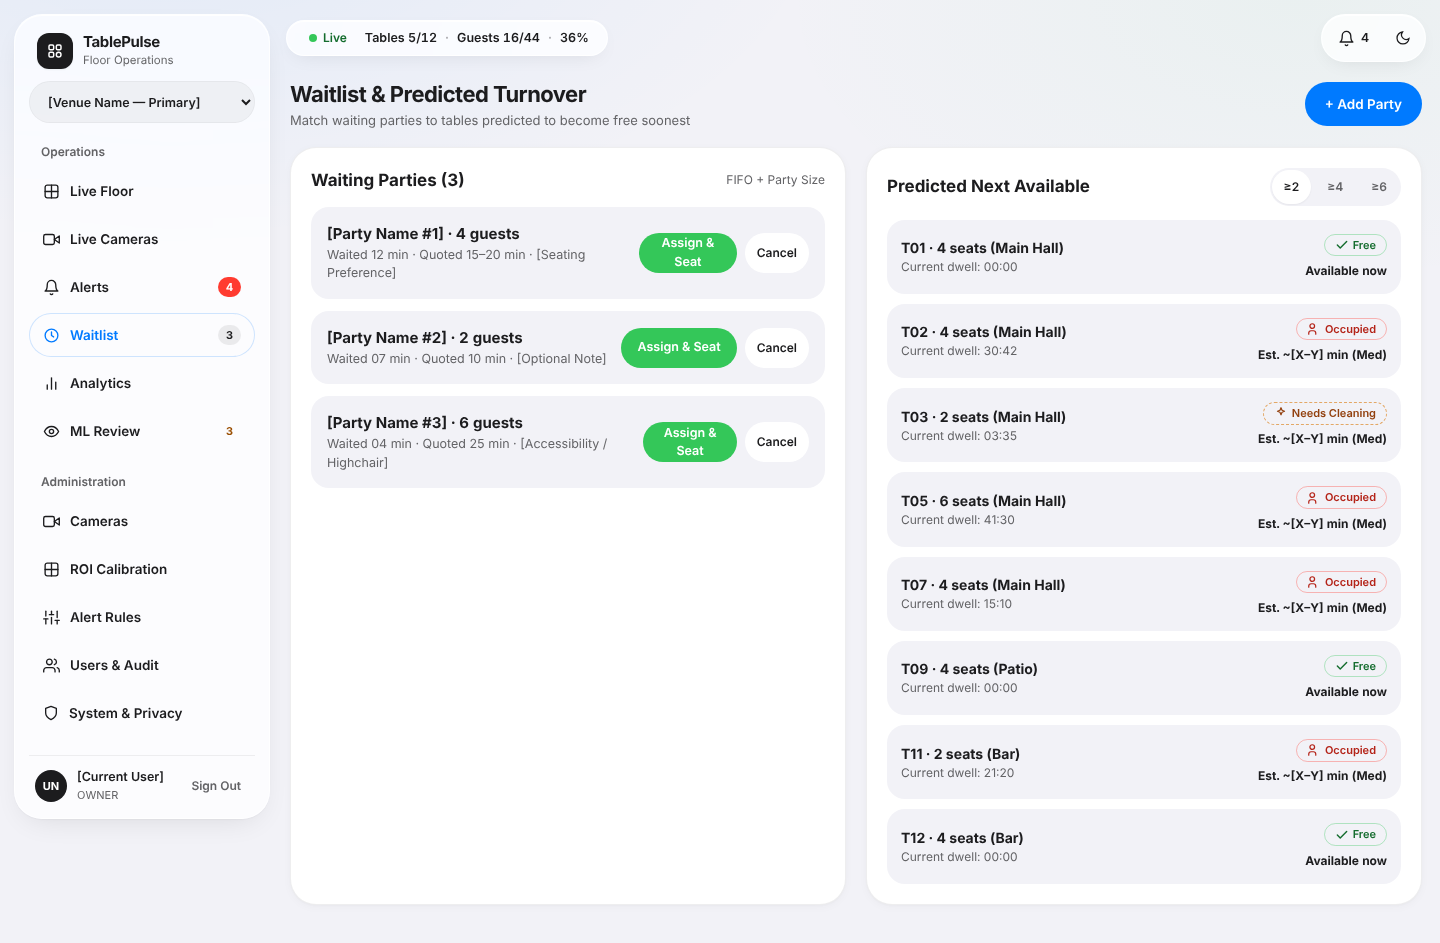 TablePulse
Floor Operations
[Venue Name — Primary]
Operations
Live Floor
Live Cameras
Alerts 4
Waitlist 3
Analytics
ML Review 3
Administration
Cameras
ROI Calibration
Alert Rules
Users & Audit
System & Privacy
UN
[Current User]
OWNER
Sign Out
Live Tables 5/12 · Guests 16/44 · 36%
4
Waitlist & Predicted Turnover
Match waiting parties to tables predicted to become free soonest
+ Add Party
Waiting Parties (3)
FIFO + Party Size
[Party Name #1] · 4 guests
Waited 12 min · Quoted 15–20 min · [Seating
Preference]
Assign &
Seat
Cancel
[Party Name #2] · 2 guests
Waited 07 min · Quoted 10 min · [Optional Note]
Assign & Seat
Cancel
[Party Name #3] · 6 guests
Waited 04 min · Quoted 25 min · [Accessibility /
Highchair]
Assign &
Seat
Cancel
Predicted Next Available
≥2 ≥4 ≥6
T01 · 4 seats (Main Hall)
Current dwell: 00:00
Free
Available now
T02 · 4 seats (Main Hall)
Current dwell: 30:42
Occupied
Est. ~[X–Y] min (Med)
T03 · 2 seats (Main Hall)
Current dwell: 03:35
Needs Cleaning
Est. ~[X–Y] min (Med)
T05 · 6 seats (Main Hall)
Current dwell: 41:30
Occupied
Est. ~[X–Y] min (Med)
T07 · 4 seats (Main Hall)
Current dwell: 15:10
Occupied
Est. ~[X–Y] min (Med)
T09 · 4 seats (Patio)
Current dwell: 00:00
Free
Available now
T11 · 2 seats (Bar)
Current dwell: 21:20
Occupied
Est. ~[X–Y] min (Med)
T12 · 4 seats (Bar)
Current dwell: 00:00
Free
Available now